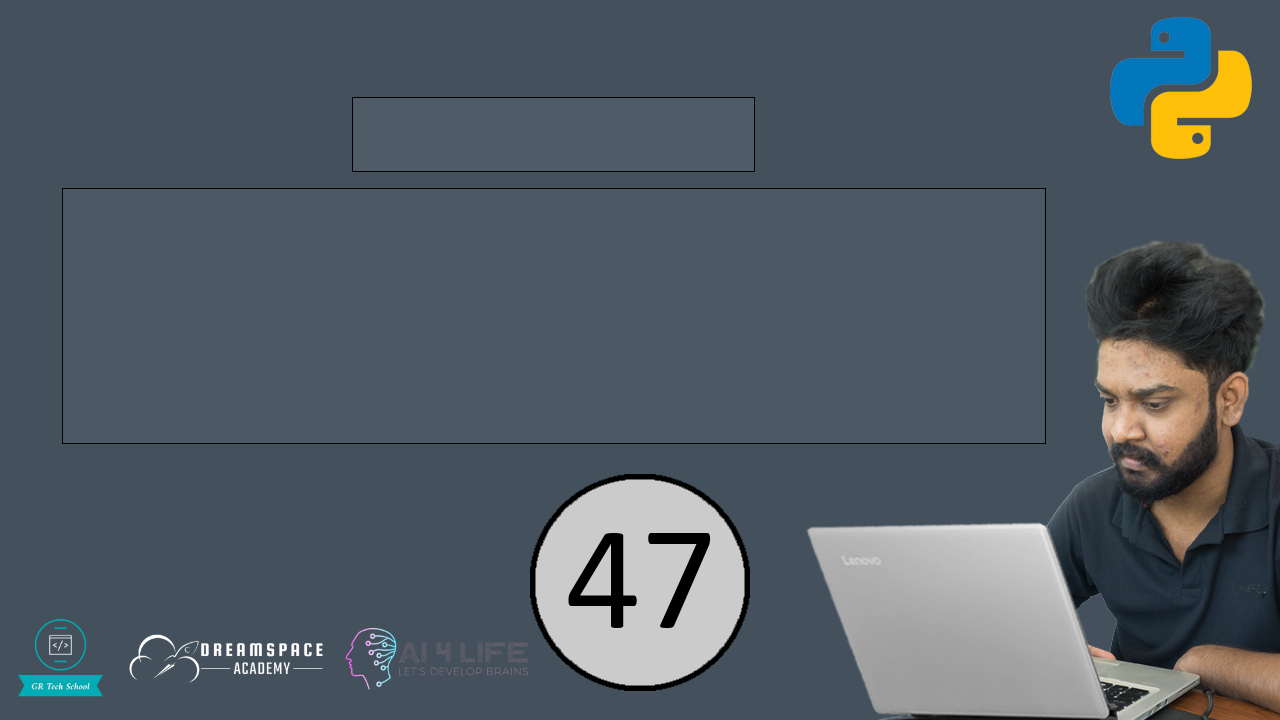 47
Lenovo
</>
GR Tech School
DREAMSPACE
ACADEMY
AI 4 LIFE
LET'S DEVELOP BRAINS